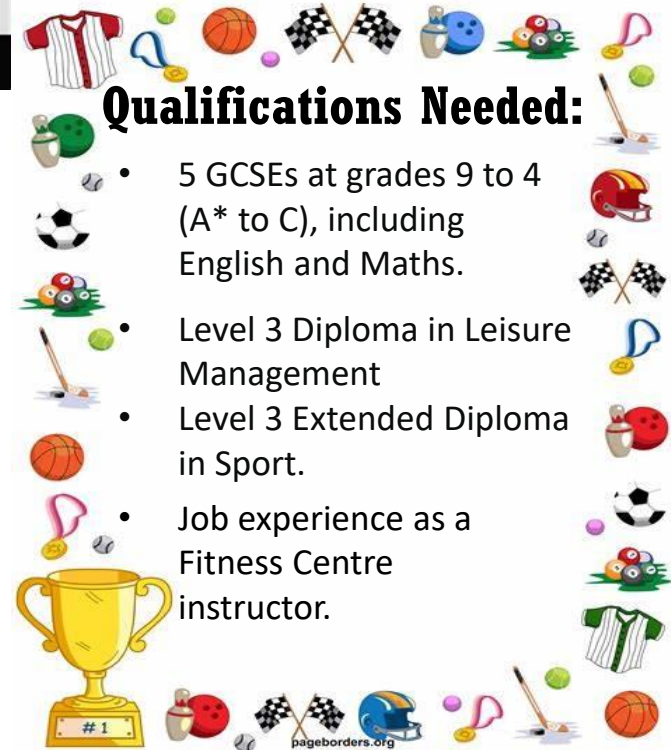 Qualifications Needed:
• 5 GCSEs at grades 9 to 4
(A* to C), including
English and Maths.
• Level 3 Diploma in Leisure
Management
• Level 3 Extended Diploma
in Sport.
• Job experience as a
Fitness Centre
instructor.
# 1
pageborders.org